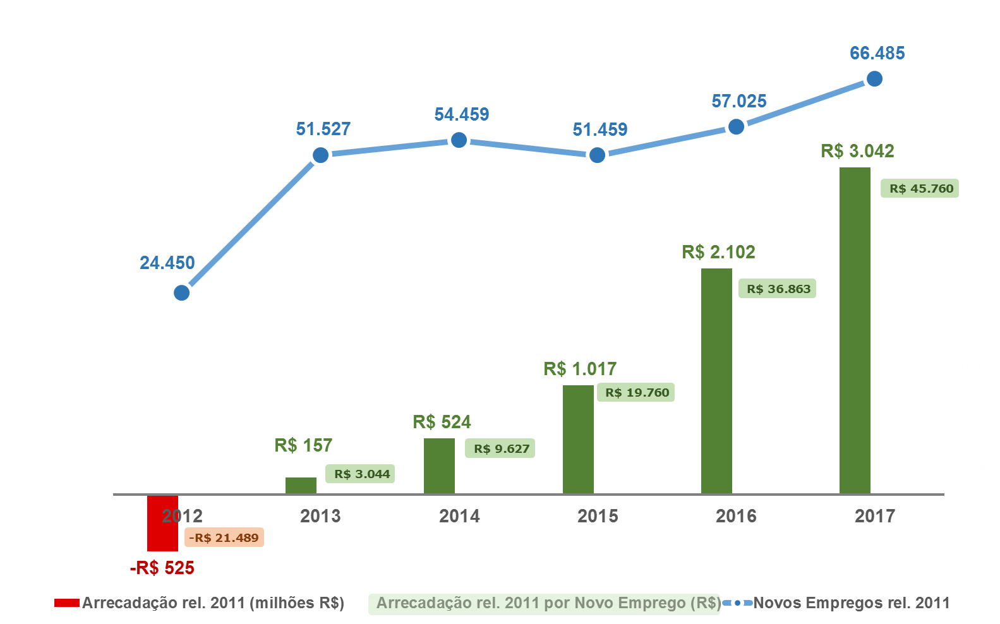 66.485
57.025
54.459
51.527
51.459
R$ 3.042
R$ 45.760
R$ 2.102
24.450
R$ 36.863
R$ 1.017
R$ 19.760
R$ 524
R$ 157
R$ 9.627
R$ 3.044
2012 2013 2014 2015 2016 2017
-R$ 21.489
-R$ 525
Arrecadação rel. 2011 (milhões R$) Arrecadação rel. 2011 por Novo Emprego (R$) Novos Empregos rel. 2011